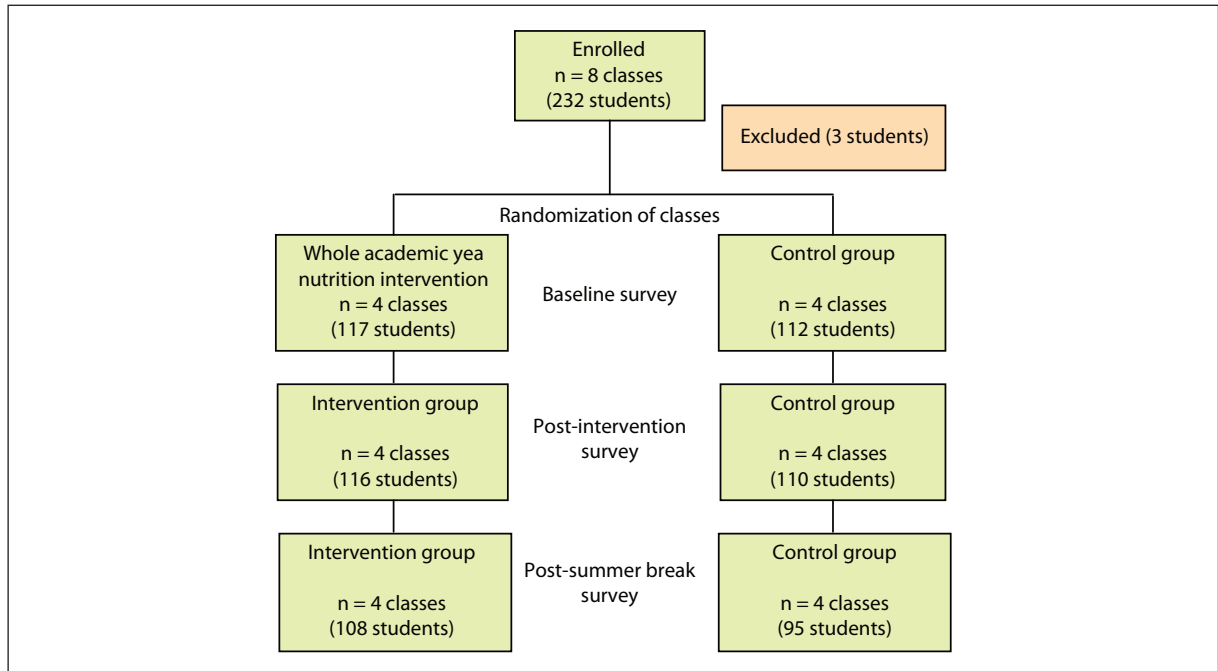 Enrolled
n = 8 classes
(232 students)
Excluded (3 students)
Randomization of classes
Whole academic yea
nutrition intervention
n = 4 classes
(117 students)
Baseline survey
Control group
n = 4 classes
(112 students)
Intervention group
n = 4 classes
(116 students)
Post-intervention
survey
Control group
n = 4 classes
(110 students)
Intervention group
n = 4 classes
(108 students)
Post-summer break
survey
Control group
n = 4 classes
(95 students)